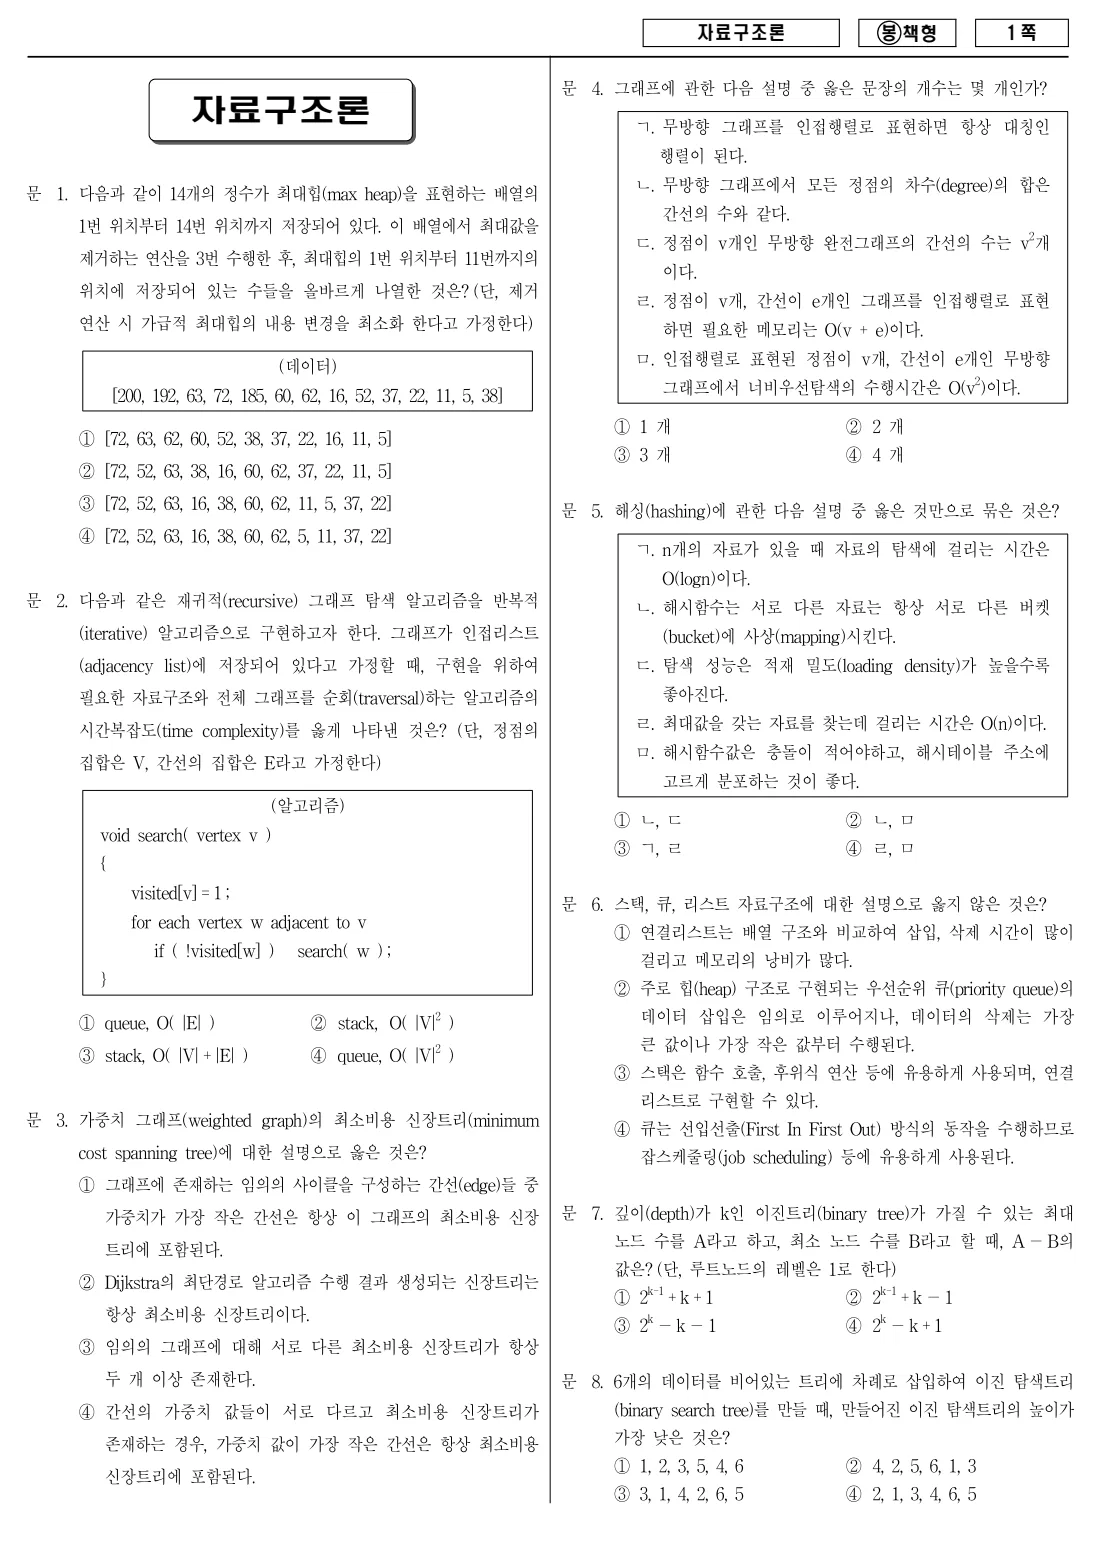 자료구조론
봉책형
1쪽
자료구조론
문 1. 다음과 같이 14개의 정수가 최대힙(max heap)을 표현하는 배열의
1번 위치부터 14번 위치까지 저장되어 있다. 이 배열에서 최대값을
제거하는 연산을 3번 수행한 후, 최대힙의 1번 위치부터 11번까지의
위치에 저장되어 있는 수들을 올바르게 나열한 것은? (단, 제거
연산 시 가급적 최대힙의 내용 변경을 최소화 한다고 가정한다)
(데이터)
[200, 192, 63, 72, 185, 60, 62, 16, 52, 37, 22, 11, 5, 38]
① [72, 63, 62, 60, 52, 38, 37, 22, 16, 11, 5]
② [72, 52, 63, 38, 16, 60, 62, 37, 22, 11, 5]
③ [72, 52, 63, 16, 38, 60, 62, 11, 5, 37, 22]
④ [72, 52, 63, 16, 38, 60, 62, 5, 11, 37, 22]
문 2. 다음과 같은 재귀적(recursive) 그래프 탐색 알고리즘을 반복적
(iterative) 알고리즘으로 구현하고자 한다. 그래프가 인접리스트
(adjacency list)에 저장되어 있다고 가정할 때, 구현을 위하여
필요한 자료구조와 전체 그래프를 순회(traversal)하는 알고리즘의
시간복잡도(time complexity)를 옳게 나타낸 것은? (단, 정점의
집합은 V, 간선의 집합은 E라고 가정한다)
(알고리즘)
void search( vertex v )
{
visited[v] = 1 ;
for each vertex w adjacent to v
if ( !visited[w] ) search( w ) ;
}
① queue, O( |E| ) ② stack, O( |V|² )
③ stack, O( |V| + |E| ) ④ queue, O( |V|² )
문 3. 가중치 그래프(weighted graph)의 최소비용 신장트리(minimum
cost spanning tree)에 대한 설명으로 옳은 것은?
① 그래프에 존재하는 임의의 사이클을 구성하는 간선(edge)들 중
가중치가 가장 작은 간선은 항상 이 그래프의 최소비용 신장
트리에 포함된다.
② Dijkstra의 최단경로 알고리즘 수행 결과 생성되는 신장트리는
항상 최소비용 신장트리이다.
③ 임의의 그래프에 대해 서로 다른 최소비용 신장트리가 항상
두 개 이상 존재한다.
④ 간선의 가중치 값들이 서로 다르고 최소비용 신장트리가
존재하는 경우, 가중치 값이 가장 작은 간선은 항상 최소비용
신장트리에 포함된다.
문 4. 그래프에 관한 다음 설명 중 옳은 문장의 개수는 몇 개인가?
ㄱ. 무방향 그래프를 인접행렬로 표현하면 항상 대칭인
행렬이 된다.
ㄴ. 무방향 그래프에서 모든 정점의 차수(degree)의 합은
간선의 수와 같다.
ㄷ. 정점이 v개인 무방향 완전그래프의 간선의 수는 v²개
이다.
ㄹ. 정점이 v개, 간선이 e개인 그래프를 인접행렬로 표현
하면 필요한 메모리는 O(v + e)이다.
ㅁ. 인접행렬로 표현된 정점이 v개, 간선이 e개인 무방향
그래프에서 너비우선탐색의 수행시간은 O(v²)이다.
① 1 개 ② 2 개
③ 3 개 ④ 4 개
문 5. 해싱(hashing)에 관한 다음 설명 중 옳은 것만으로 묶은 것은?
ㄱ. n개의 자료가 있을 때 자료의 탐색에 걸리는 시간은
O(logn)이다.
ㄴ. 해시함수는 서로 다른 자료는 항상 서로 다른 버켓
(bucket)에 사상(mapping)시킨다.
ㄷ. 탐색 성능은 적재 밀도(loading density)가 높을수록
좋아진다.
ㄹ. 최대값을 갖는 자료를 찾는데 걸리는 시간은 O(n)이다.
ㅁ. 해시함수값은 충돌이 적어야하고, 해시테이블 주소에
고르게 분포하는 것이 좋다.
① ㄴ, ㄷ ② ㄴ, ㅁ
③ ㄱ, ㄹ ④ ㄹ, ㅁ
문 6. 스택, 큐, 리스트 자료구조에 대한 설명으로 옳지 않은 것은?
① 연결리스트는 배열 구조와 비교하여 삽입, 삭제 시간이 많이
걸리고 메모리의 낭비가 많다.
② 주로 힙(heap) 구조로 구현되는 우선순위 큐(priority queue)의
데이터 삽입은 임의로 이루어지나, 데이터의 삭제는 가장
큰 값이나 가장 작은 값부터 수행된다.
③ 스택은 함수 호출, 후위식 연산 등에 유용하게 사용되며, 연결
리스트로 구현할 수 있다.
④ 큐는 선입선출(First In First Out) 방식의 동작을 수행하므로
잡스케줄링(job scheduling) 등에 유용하게 사용된다.
문 7. 깊이(depth)가 k인 이진트리(binary tree)가 가질 수 있는 최대
노드 수를 A라고 하고, 최소 노드 수를 B라고 할 때, A － B의
값은? (단, 루트노드의 레벨은 1로 한다)
① 2ᵏ⁻¹ + k + 1 ② 2ᵏ⁻¹ + k － 1
③ 2ᵏ － k － 1 ④ 2ᵏ － k + 1
문 8. 6개의 데이터를 비어있는 트리에 차례로 삽입하여 이진 탐색트리
(binary search tree)를 만들 때, 만들어진 이진 탐색트리의 높이가
가장 낮은 것은?
① 1, 2, 3, 5, 4, 6 ② 4, 2, 5, 6, 1, 3
③ 3, 1, 4, 2, 6, 5 ④ 2, 1, 3, 4, 6, 5